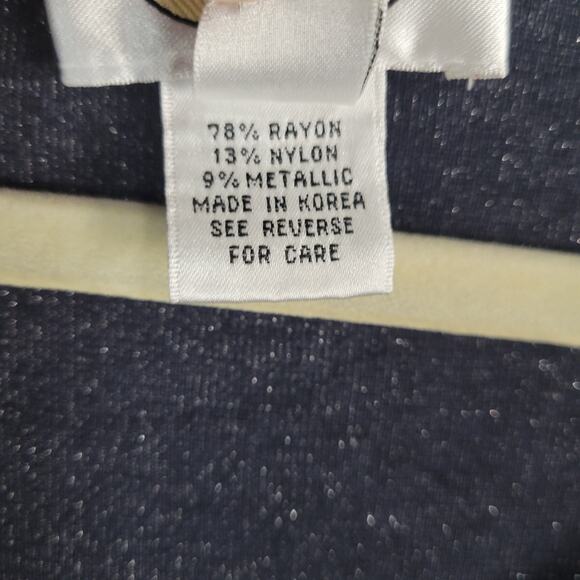 78% RAYON
13% NYLON
9% METALLIC
MADE IN KOREA
SEE REVERSE
FOR CARE